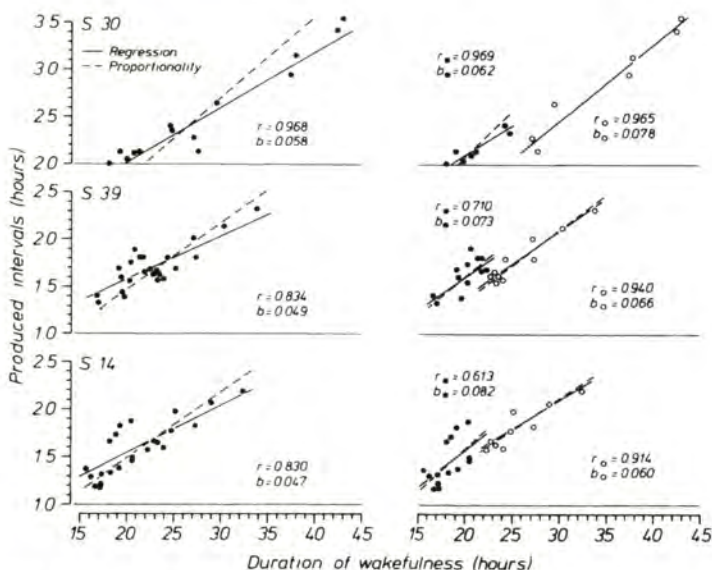 S 30
Regression
Proportionality
r = 0.968
b = 0.058
r● = 0.969
b● = 0.062
r○ = 0.965
b○ = 0.078
3.5
3.0
2.5
2.0
S 39
r = 0.834
b = 0.049
r● = 0.710
b● = 0.073
r○ = 0.940
b○ = 0.066
2.5
2.0
1.5
1.0
S 14
r = 0.830
b = 0.047
r● = 0.613
b● = 0.082
r○ = 0.914
b○ = 0.060
2.5
2.0
1.5
1.0
Produced intervals (hours)
15 20 25 30 35 40 45
15 20 25 30 35 40 45
Duration of wakefulness (hours)